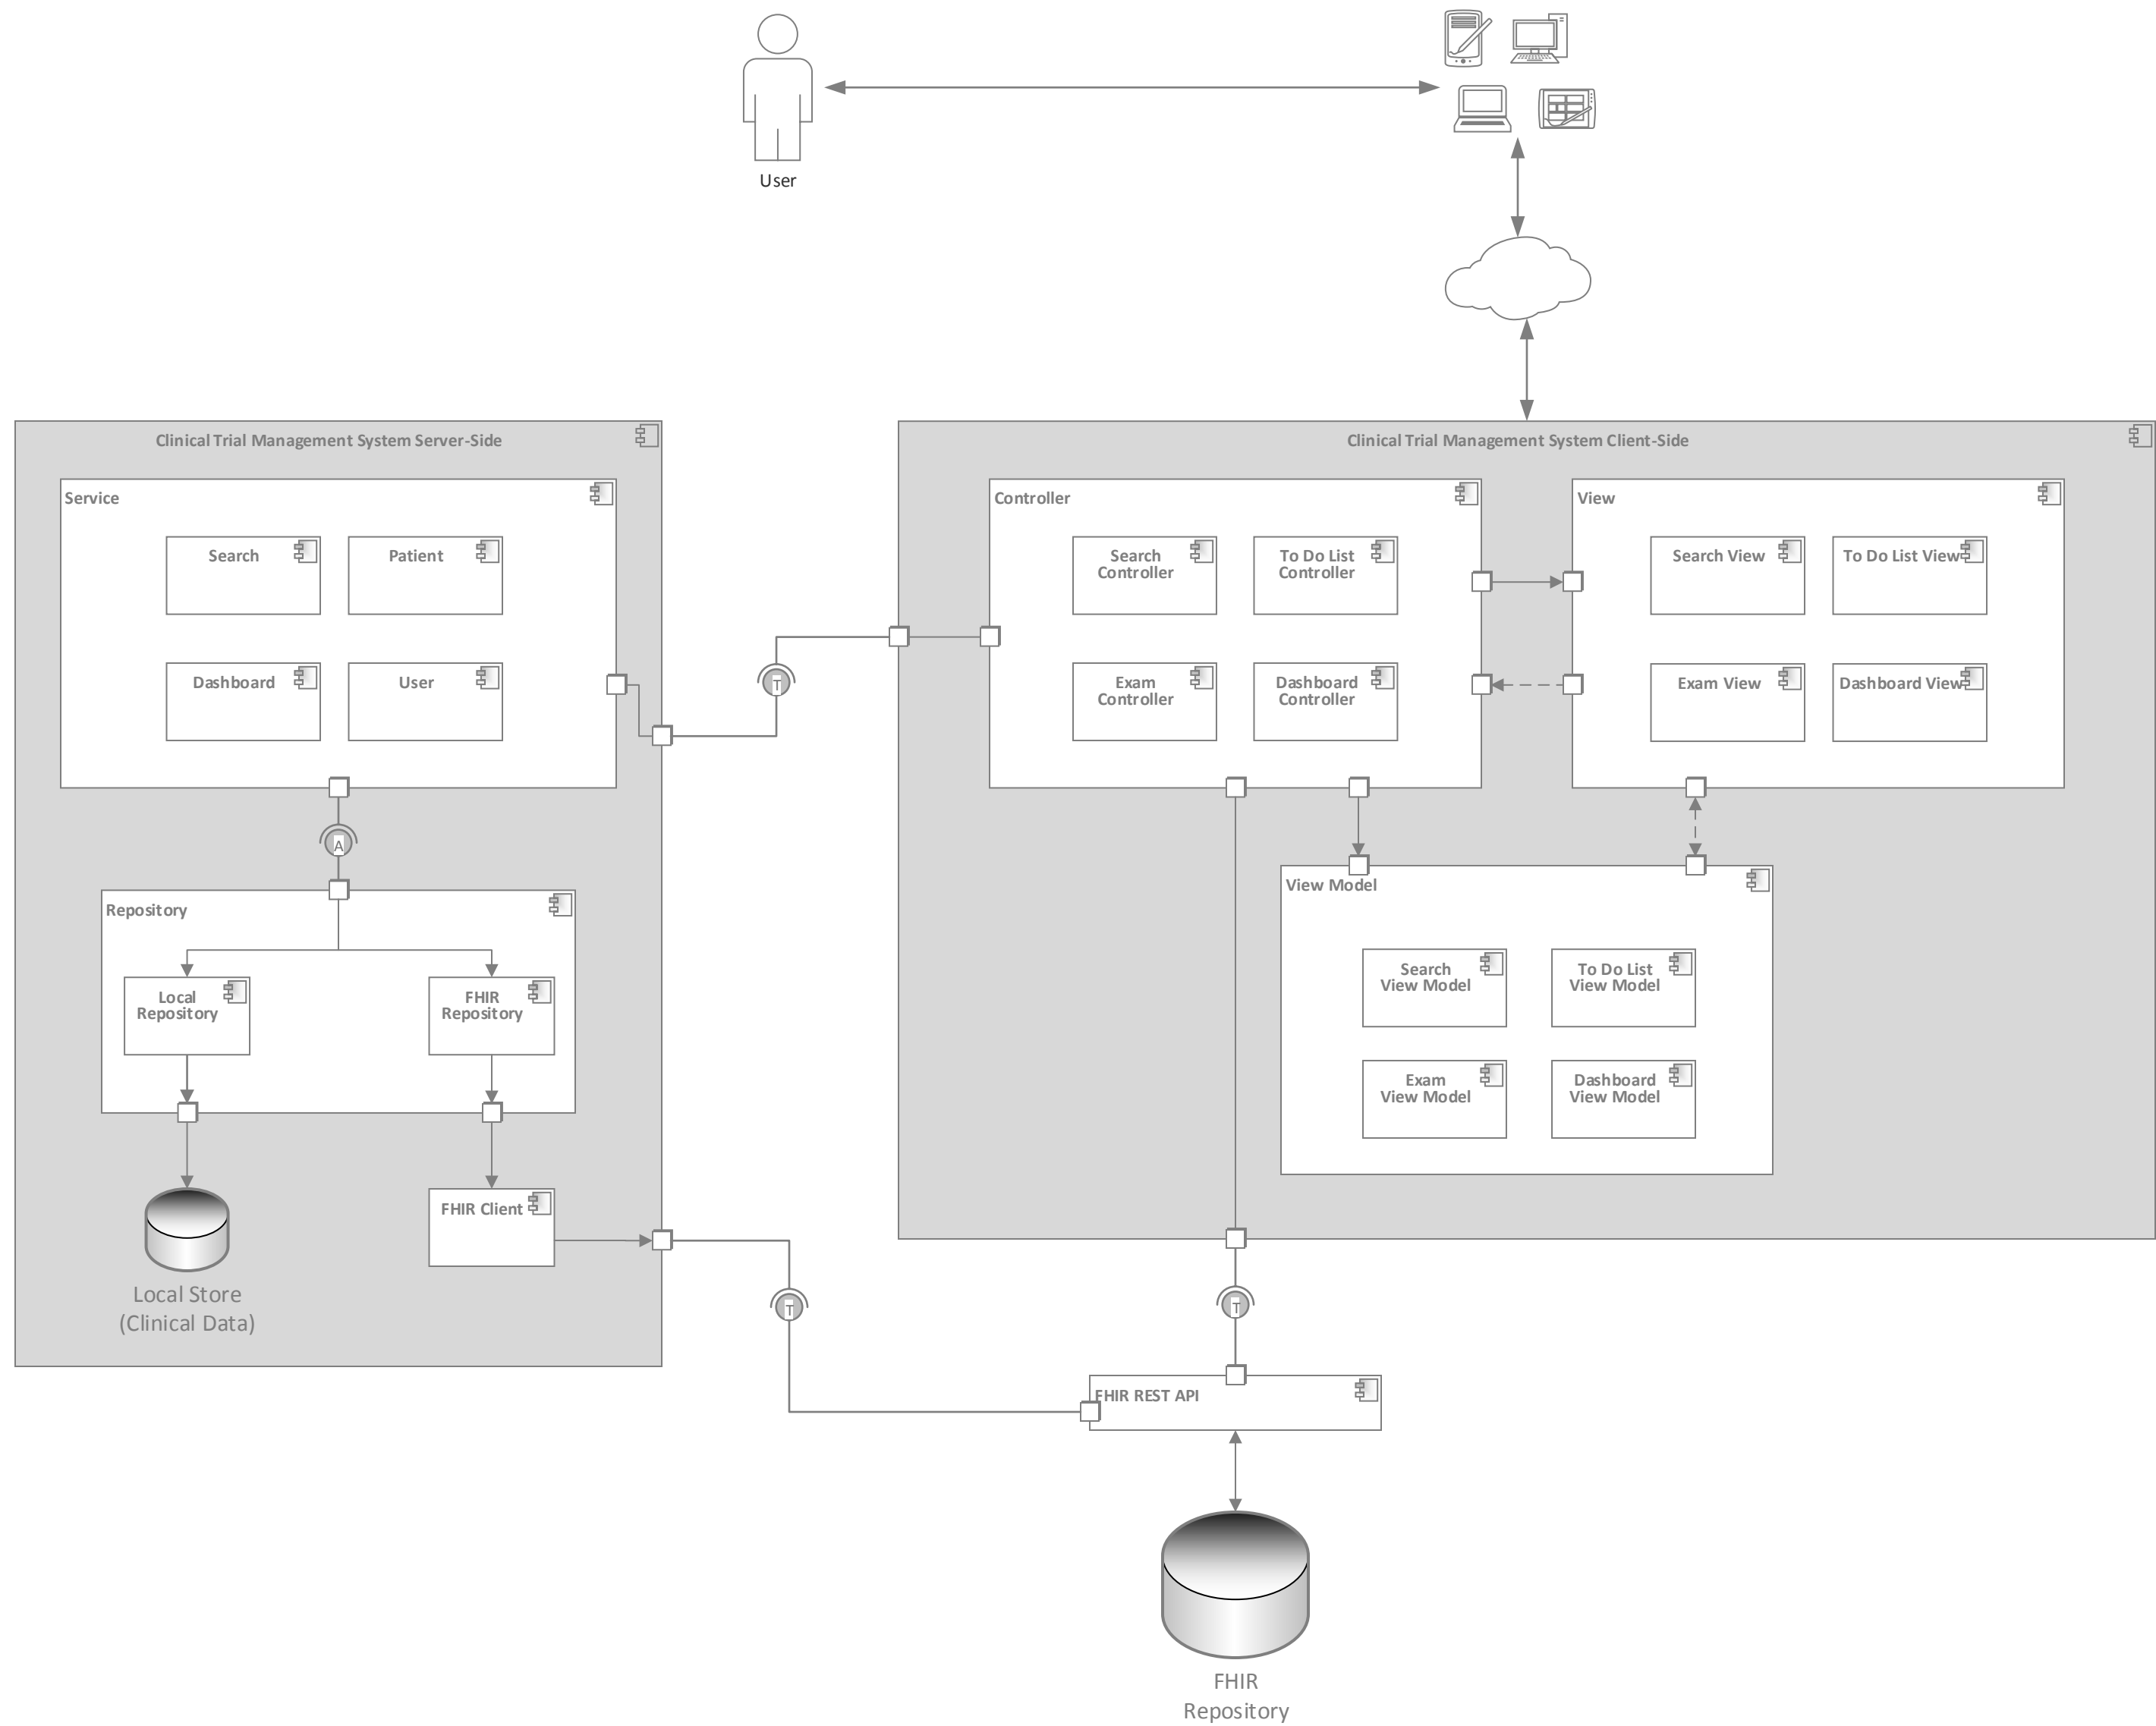 User
Clinical Trial Management System Server-Side
Service
Search
Patient
Dashboard
User
T
A
Repository
Local
Repository
FHIR
Repository
FHIR Client
Local Store
(Clinical Data)
Clinical Trial Management System Client-Side
Controller
Search
Controller
To Do List
Controller
Exam
Controller
Dashboard
Controller
View
Search View
To Do List View
Exam View
Dashboard View
View Model
Search
View Model
To Do List
View Model
Exam
View Model
Dashboard
View Model
T
T
FHIR REST API
FHIR
Repository